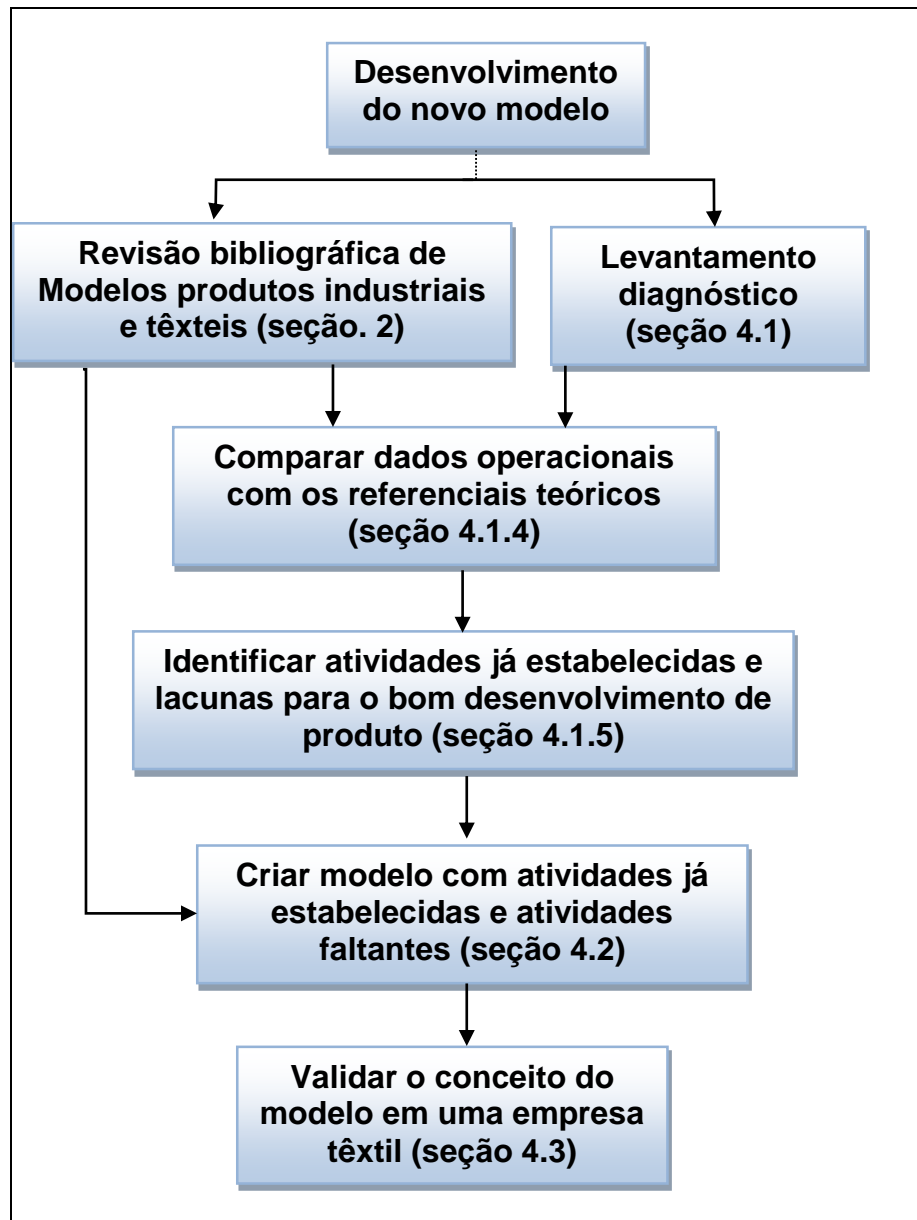 Desenvolvimento
do novo modelo
Revisão bibliográfica de
Modelos produtos industriais
e têxteis (seção. 2)
Levantamento
diagnóstico
(seção 4.1)
Comparar dados operacionais
com os referenciais teóricos
(seção 4.1.4)
Identificar atividades já estabelecidas e
lacunas para o bom desenvolvimento de
produto (seção 4.1.5)
Criar modelo com atividades já
estabelecidas e atividades
faltantes (seção 4.2)
Validar o conceito do
modelo em uma empresa
têxtil (seção 4.3)